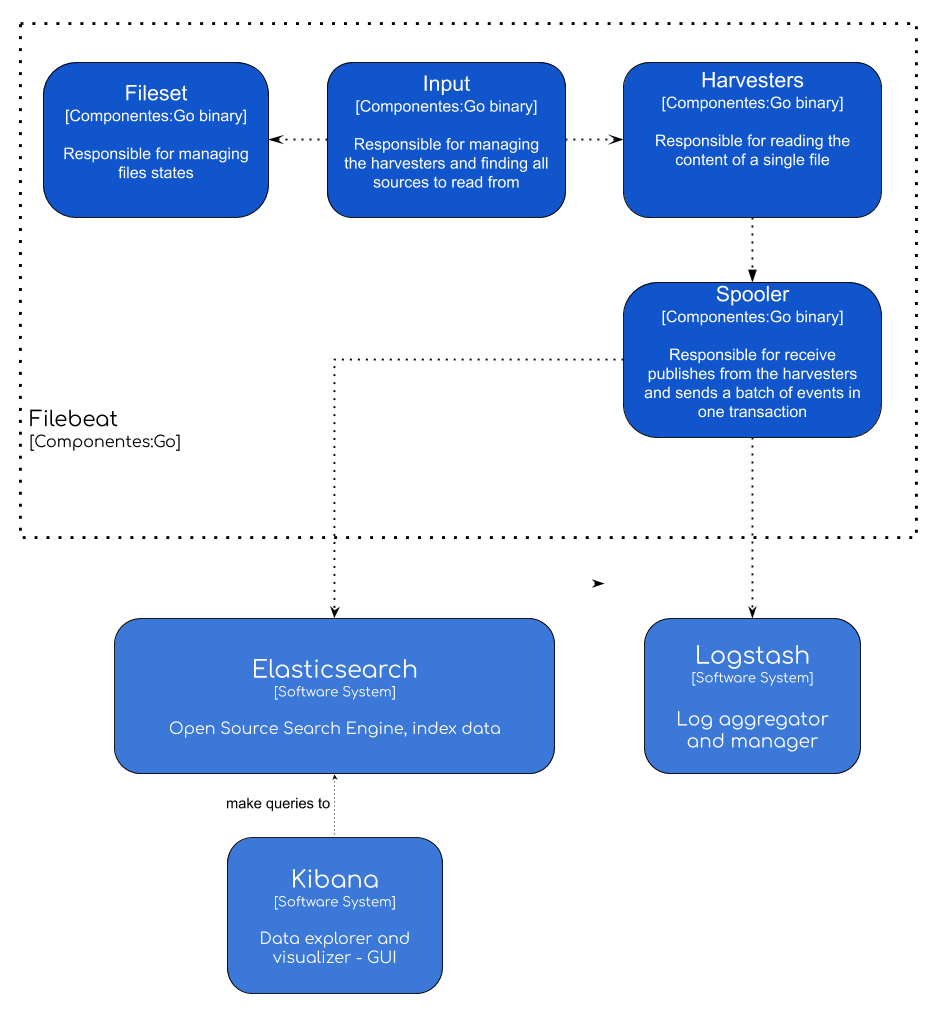 Fileset
[Componentes:Go binary]
Responsible for managing
files states
Input
[Componentes:Go binary]
Responsible for managing
the harvesters and finding all
sources to read from
Harvesters
[Componentes:Go binary]
Responsible for reading the
content of a single file
Spooler
[Componentes:Go binary]
Responsible for receive
publishes from the harvesters
and sends a batch of events in
one transaction
Filebeat
[Componentes:Go]
Elasticsearch
[Software System]
Open Source Search Engine, index data
Logstash
[Software System]
Log aggregator
and manager
make queries to
Kibana
[Software System]
Data explorer and
visualizer - GUI